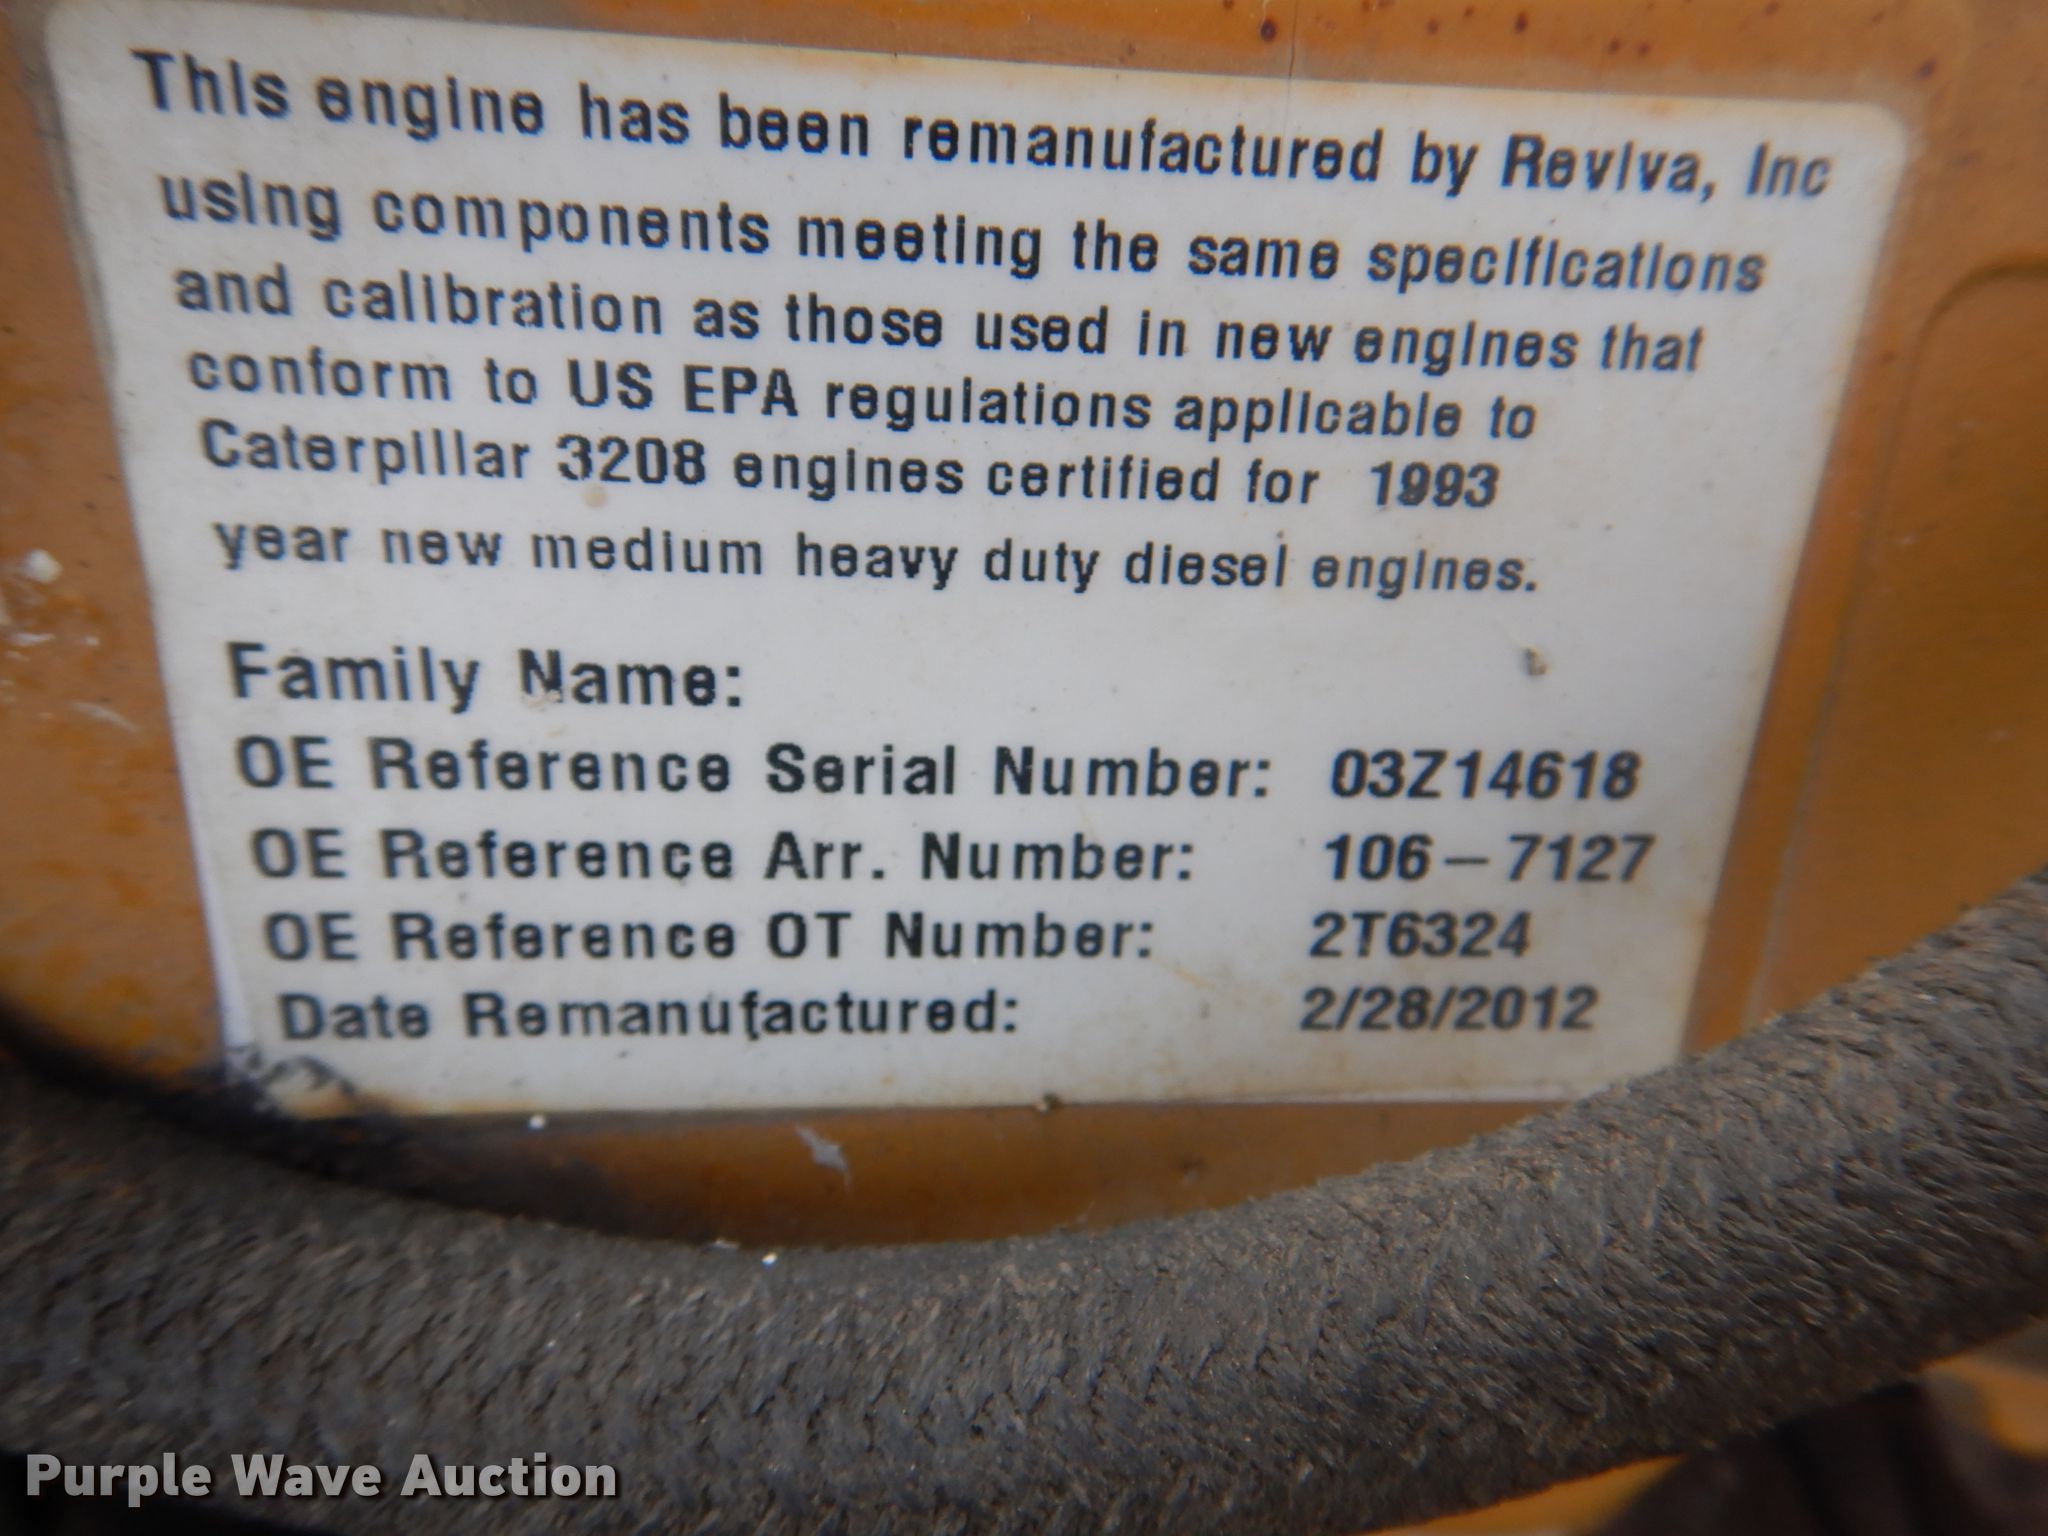 This engine has been remanufactured by Reviva, Inc
using components meeting the same specifications
and calibration as those used in new engines that
conform to US EPA regulations applicable to
Caterpillar 3208 engines certified for 1993
year new medium heavy duty diesel engines.
Family Name:
OE Reference Serial Number: 03Z14618
OE Reference Arr. Number: 106-7127
OE Reference OT Number: 2T6324
Date Remanufactured: 2/28/2012
Purple Wave Auction